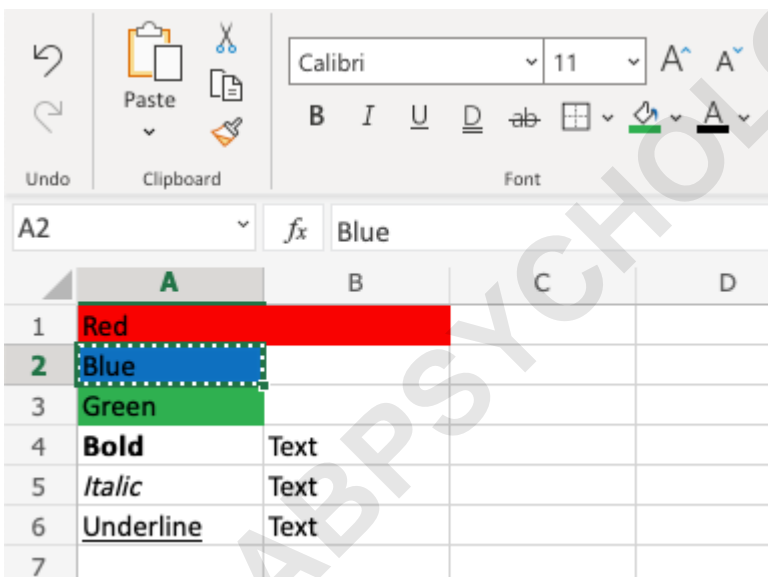 Calibri 11 A A
Paste
B I U D ab A
Undo Clipboard Font
A2 fx Blue
A B C D
1 Red
2 Blue
3 Green
4 Bold Text
5 Italic Text
6 Underline Text
7
ABPSYCHOLO